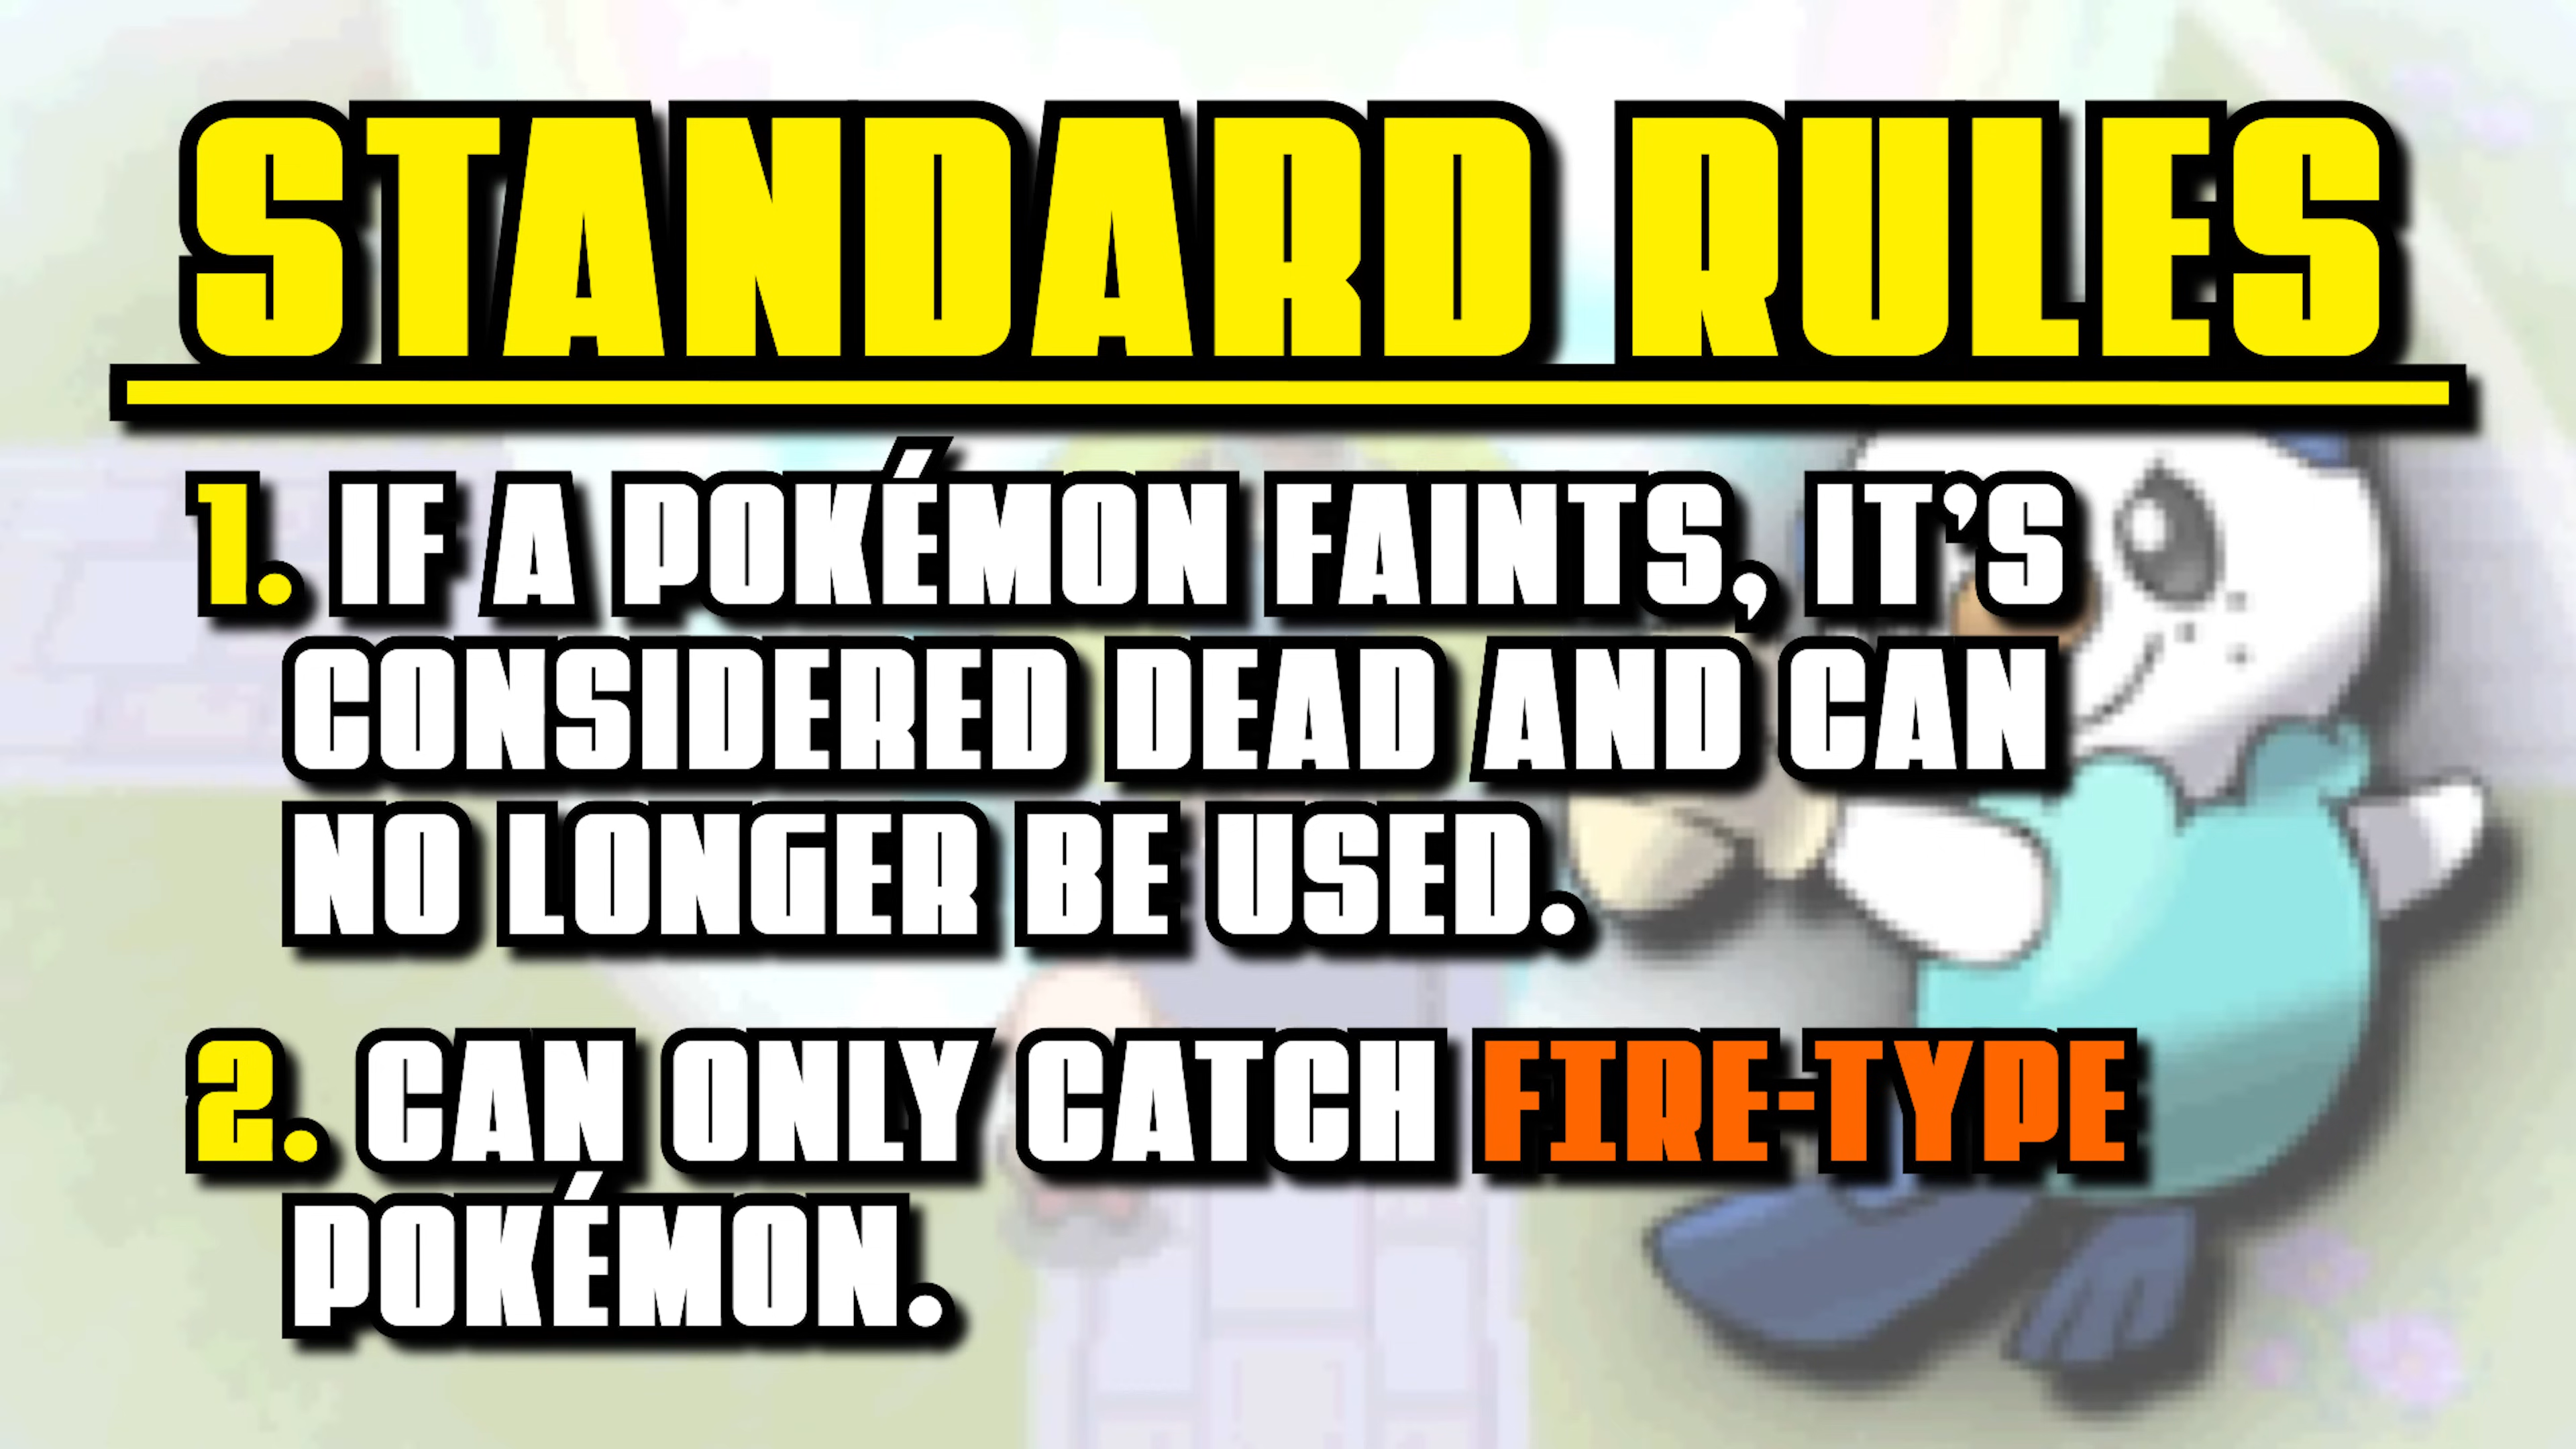 STANDARD RULES
1. IF A POKÉMON FAINTS, IT'S
CONSIDERED DEAD AND CAN
NO LONGER BE USED.
2. CAN ONLY CATCH FIRE-TYPE
POKÉMON.